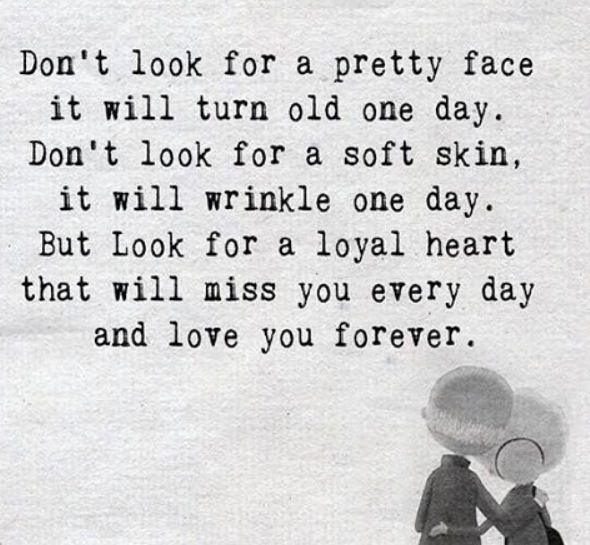 Don't look for a pretty face
it will turn old one day.
Don't look for a soft skin,
it will wrinkle one day.
But Look for a loyal heart
that will miss you every day
and love you forever.